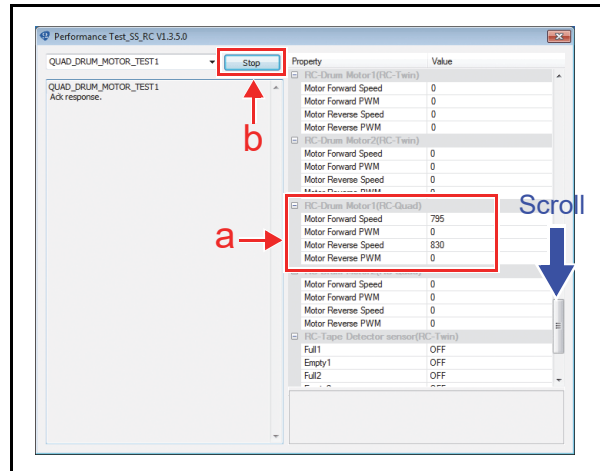 Performance Test_SS_RC V1.3.5.0
QUAD_DRUM_MOTOR_TEST1
Stop
QUAD_DRUM_MOTOR_TEST1
Ack response.
b
a
Scroll
Property Value
RC-Drum Motor1(RC-Twin)
Motor Forward Speed 0
Motor Forward PWM 0
Motor Reverse Speed 0
Motor Reverse PWM 0
RC-Drum Motor2(RC-Twin)
Motor Forward Speed 0
Motor Forward PWM 0
Motor Reverse Speed 0
Motor Reverse PWM 0
RC-Drum Motor1(RC-Quad)
Motor Forward Speed 795
Motor Forward PWM 0
Motor Reverse Speed 830
Motor Reverse PWM 0
Motor Forward Speed 0
Motor Forward PWM 0
Motor Reverse Speed 0
Motor Reverse PWM 0
RC-Tape Detector sensor(RC-Twin)
Full1 OFF
Empty1 OFF
Full2 OFF